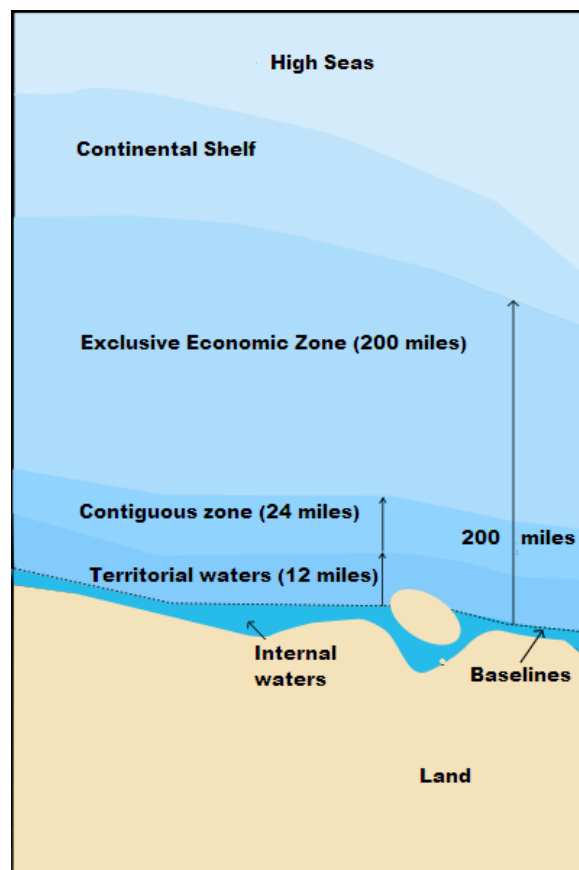 High Seas
Continental Shelf
Exclusive Economic Zone (200 miles)
Contiguous zone (24 miles)
200 miles
Territorial waters (12 miles)
Internal
waters
Baselines
Land